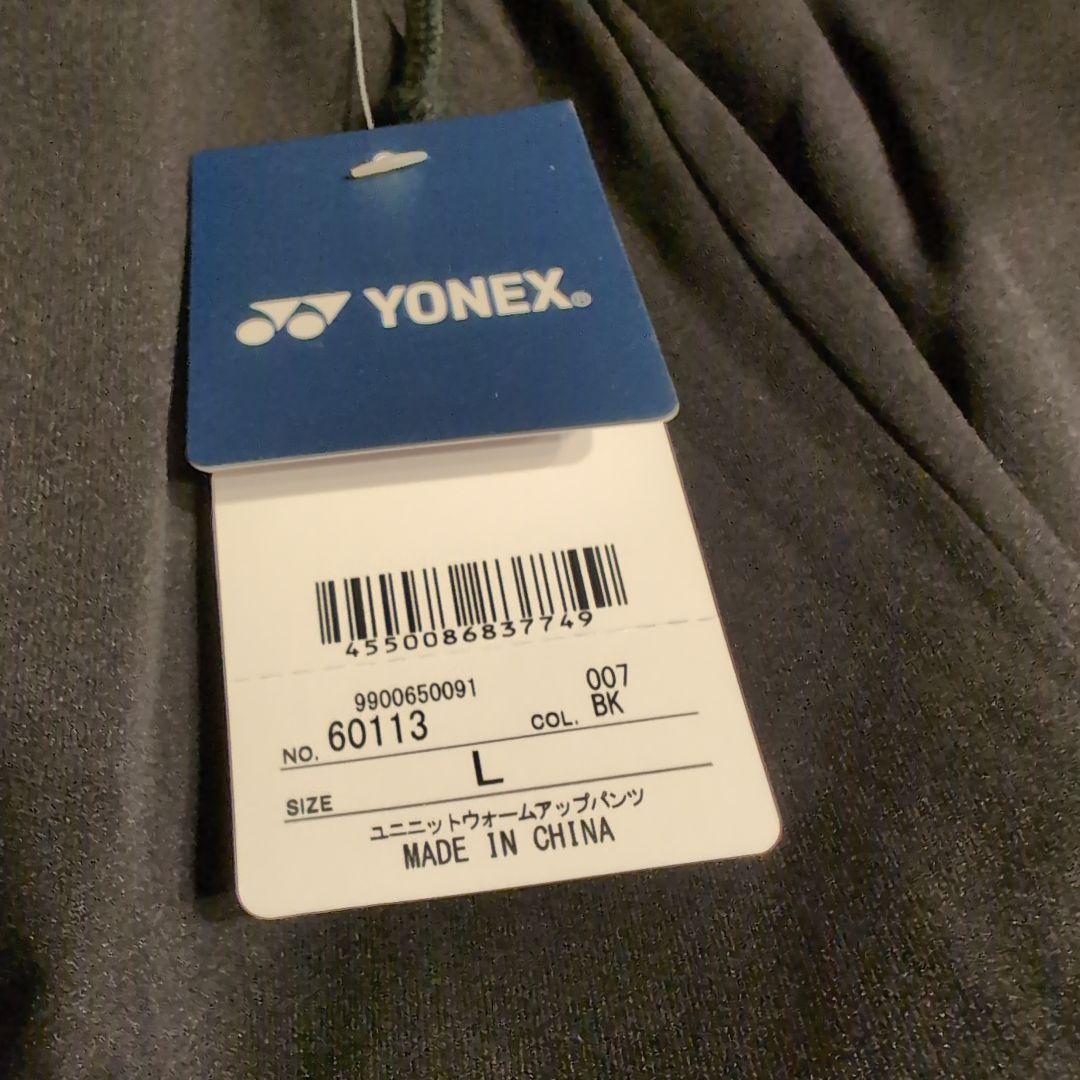 YONEX®
4550086837749
9900650091
007
NO. 60113
COL. BK
SIZE L
ユニニットウォームアップパンツ
MADE IN CHINA